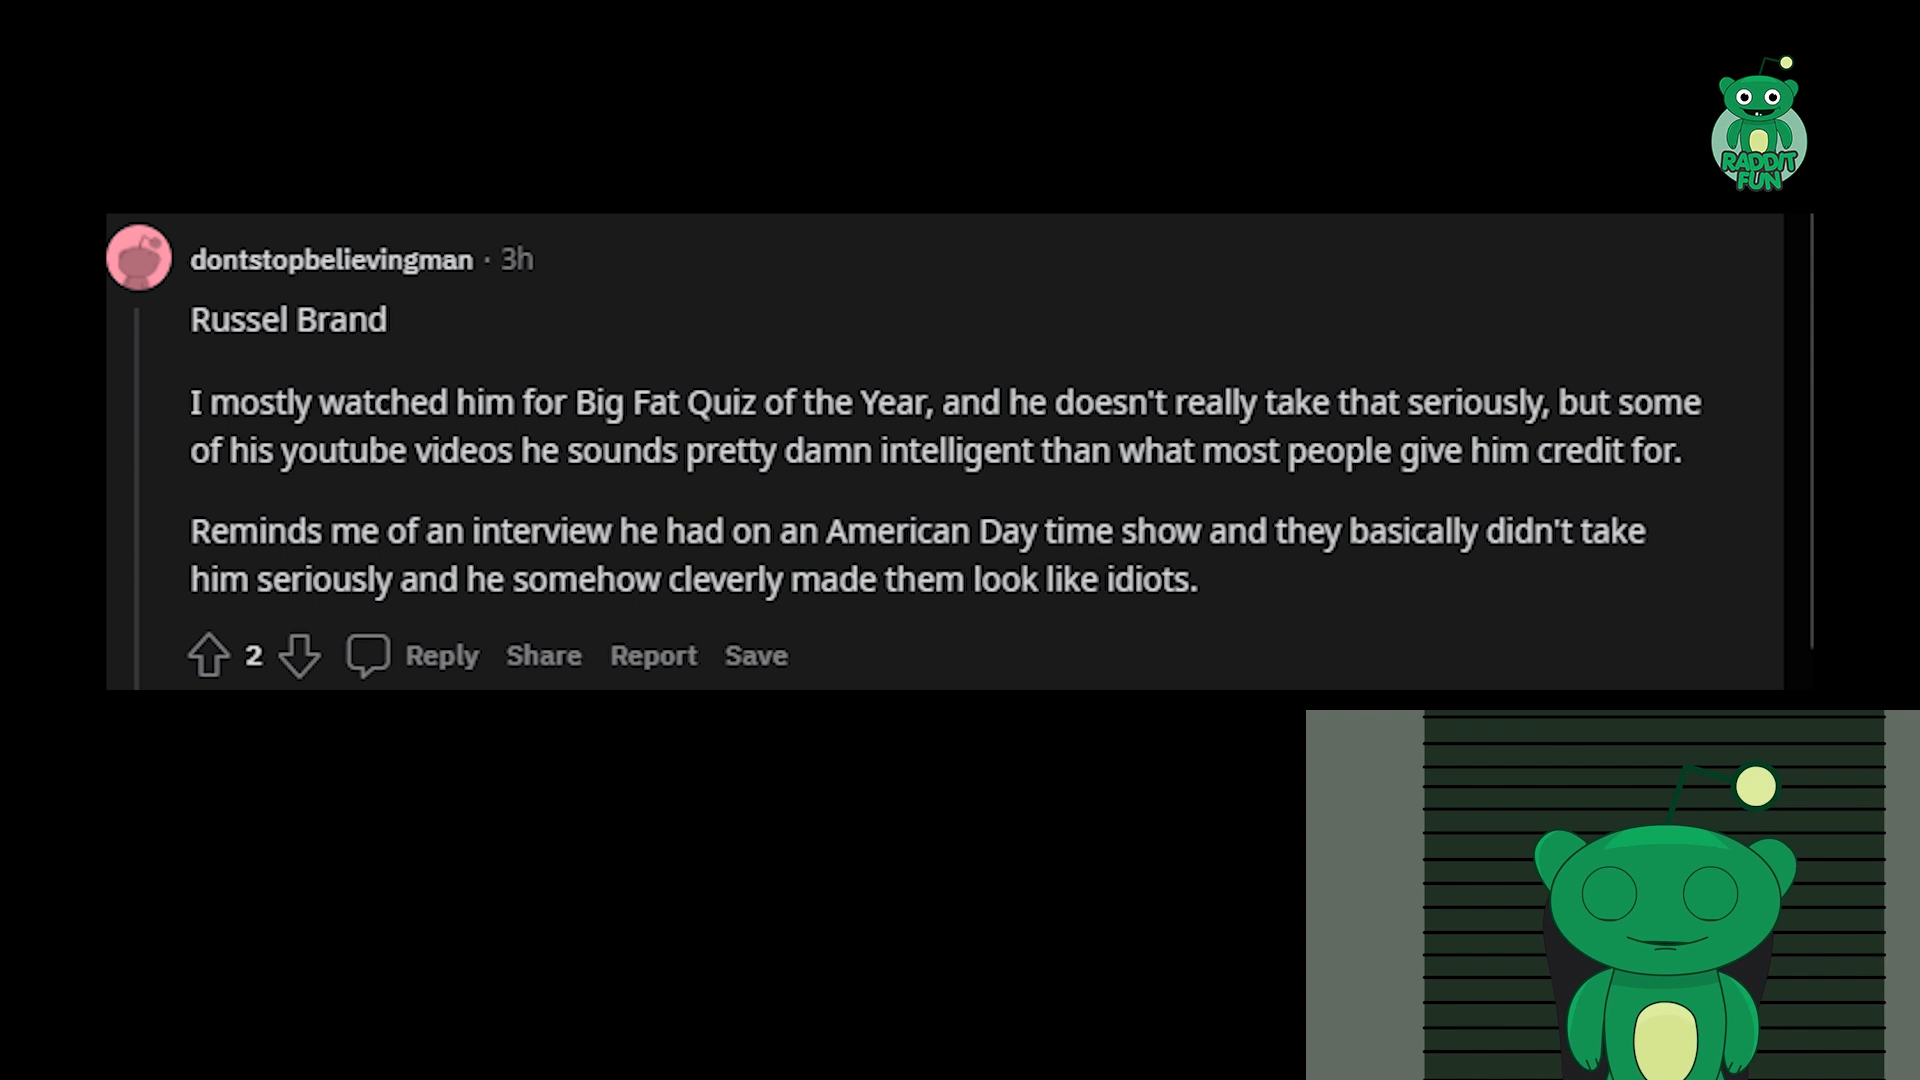 RADDIT
FUN
dontstopbelievingman · 3h
Russel Brand
I mostly watched him for Big Fat Quiz of the Year, and he doesn't really take that seriously, but some
of his youtube videos he sounds pretty damn intelligent than what most people give him credit for.
Reminds me of an interview he had on an American Day time show and they basically didn't take
him seriously and he somehow cleverly made them look like idiots.
2 Reply Share Report Save